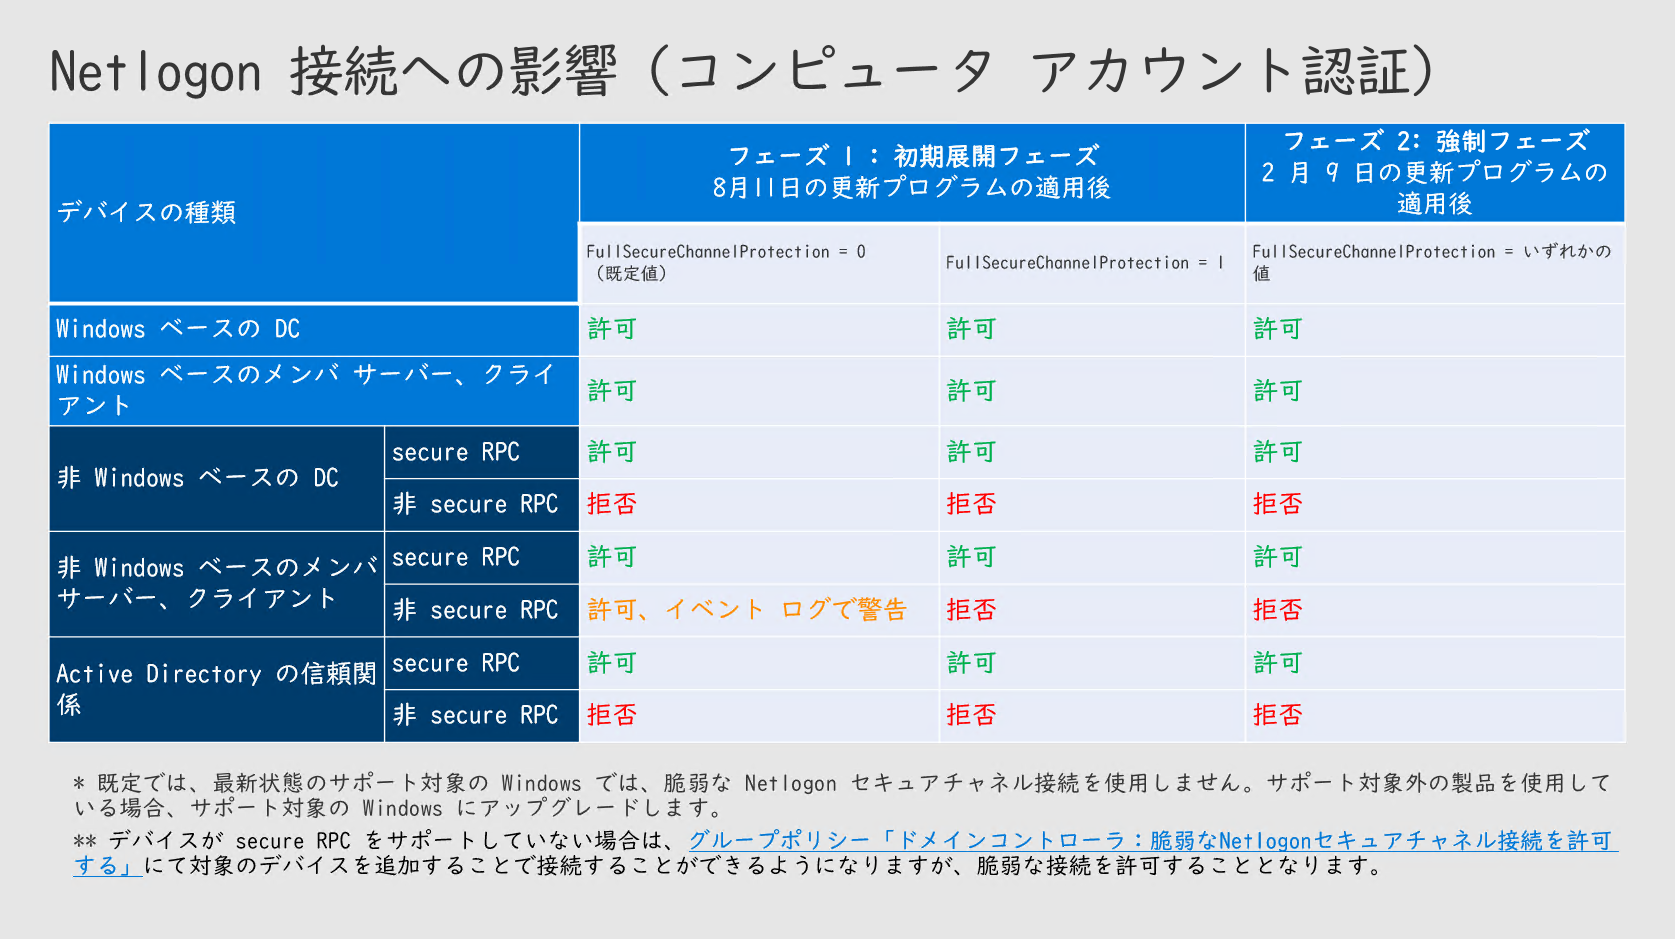 Netlogon 接続への影響 (コンピュータ アカウント認証)
デバイスの種類
フェーズ 1 : 初期展開フェーズ
8月11日の更新プログラムの適用後
フェーズ 2: 強制フェーズ
2 月 9 日の更新プログラムの
適用後
FullSecureChannelProtection = 0
(既定値)
FullSecureChannelProtection = 1
FullSecureChannelProtection = いずれかの
値
Windows ベースの DC
許可
許可
許可
Windows ベースのメンバ サーバー、クライ
アント
許可
許可
許可
非 Windows ベースの DC
secure RPC
許可
許可
許可
非 secure RPC
拒否
拒否
拒否
非 Windows ベースのメンバ
サーバー、クライアント
secure RPC
許可
許可
許可
非 secure RPC
許可、イベント ログで警告
拒否
拒否
Active Directory の信頼関
係
secure RPC
許可
許可
許可
非 secure RPC
拒否
拒否
拒否
* 既定では、最新状態のサポート対象の Windows では、脆弱な Netlogon セキュアチャネル接続を使用しません。サポート対象外の製品を使用して
いる場合、サポート対象の Windows にアップグレードします。
** デバイスが secure RPC をサポートしていない場合は、グループポリシー「ドメインコントローラ:脆弱なNetlogonセキュアチャネル接続を許可
する」にて対象のデバイスを追加することで接続することができるようになりますが、脆弱な接続を許可することとなります。